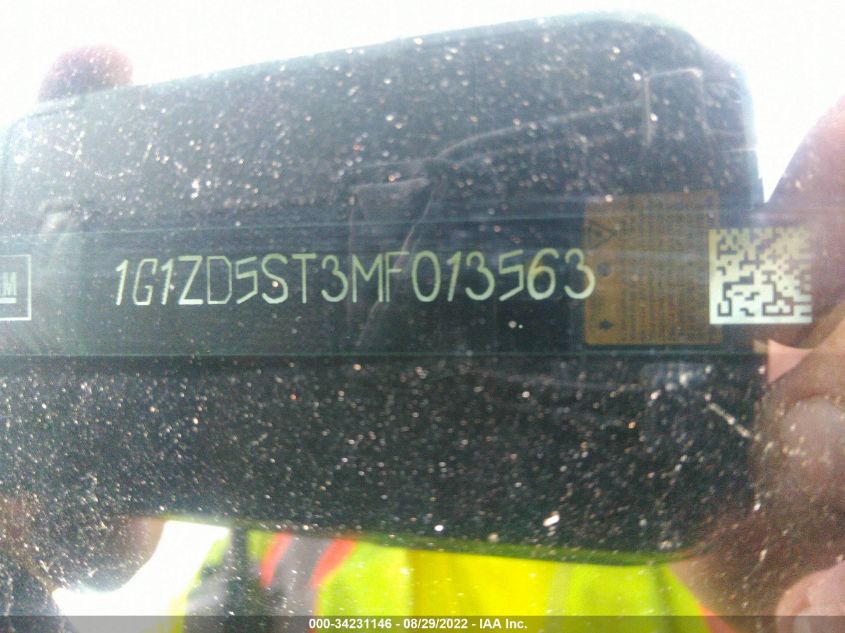 1G1ZD5ST3MF013563
000-34231146 - 08/29/2022 - IAA Inc.